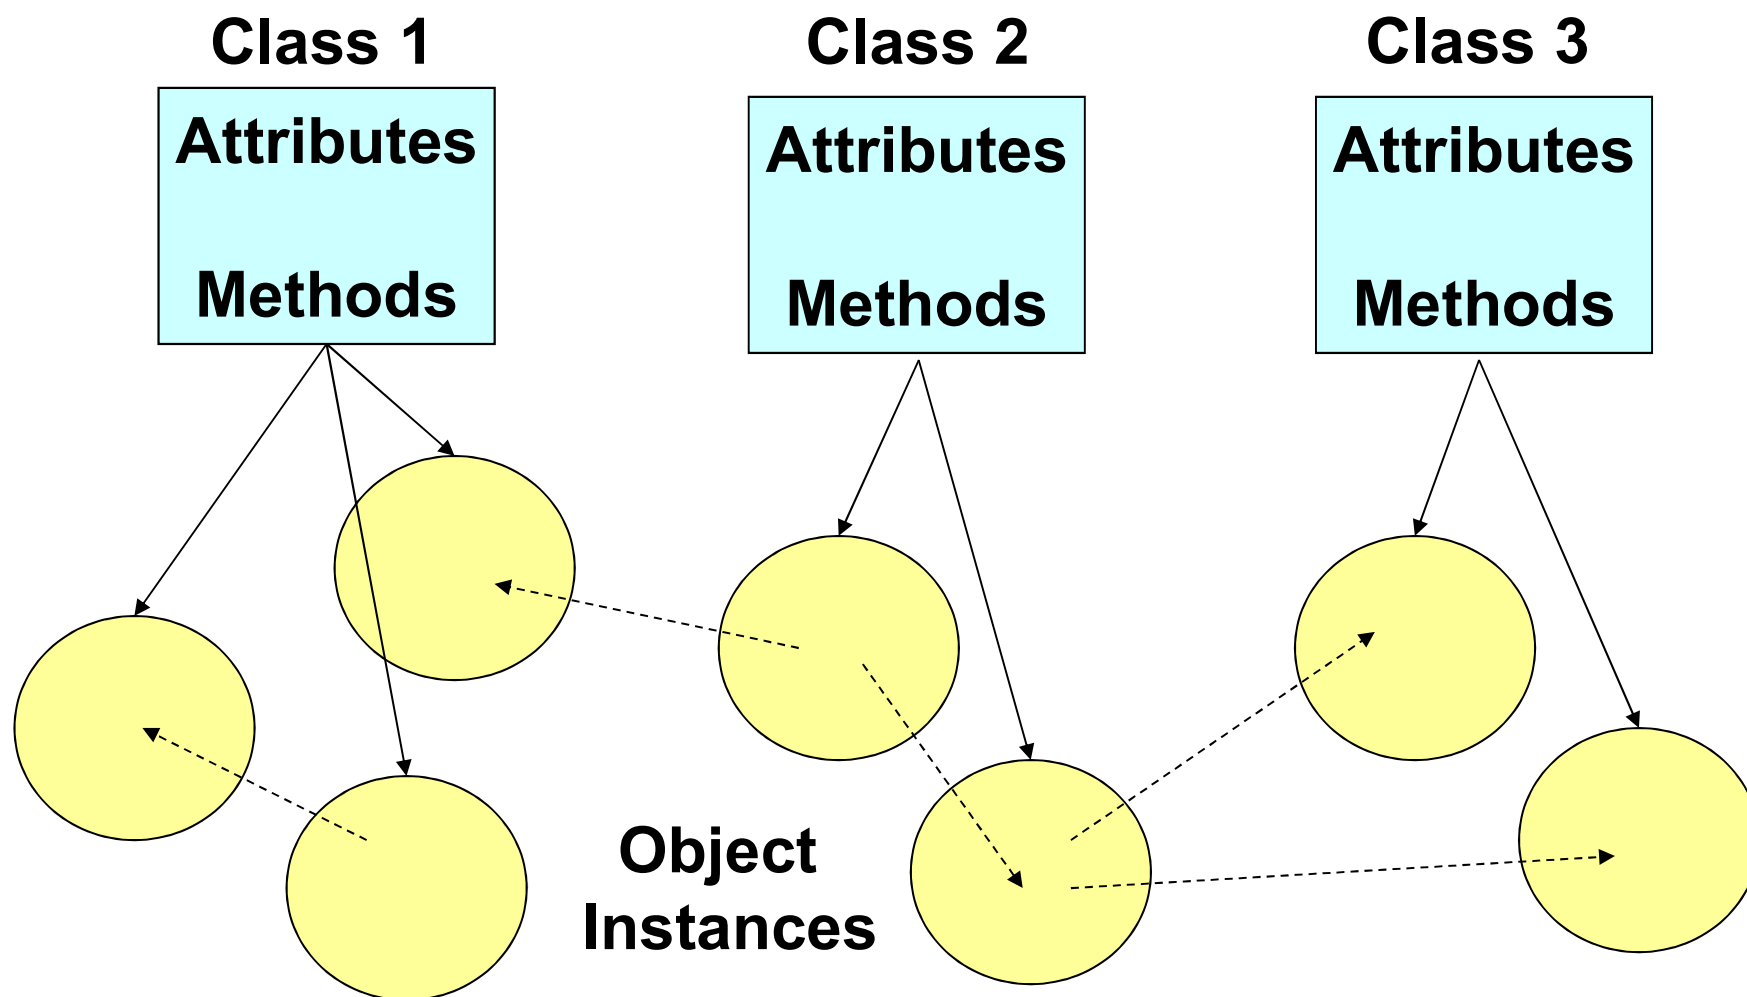 Class 1
Attributes
Methods
Class 2
Attributes
Methods
Class 3
Attributes
Methods
Object
Instances